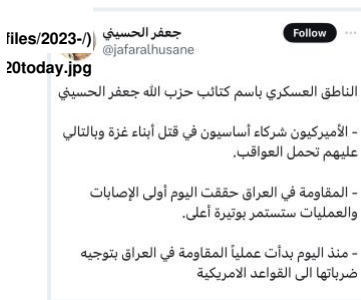 files/2023-/)
20today.jpg
جعفر الحسيني
Follow
@jafaralhusane
الناطق العسكري باسم كتائب حزب الله جعفر الحسيني
- الأميركيون شركاء أساسيون في قتل أبناء غزة وبالتالي
عليهم تحمل العواقب.
- المقاومة في العراق حققت اليوم أولى الإصابات
والعمليات ستستمر بوتيرة أعلى.
- منذ اليوم بدأت عملياً المقاومة في العراق بتوجيه
ضرباتها الى القواعد الامريكية